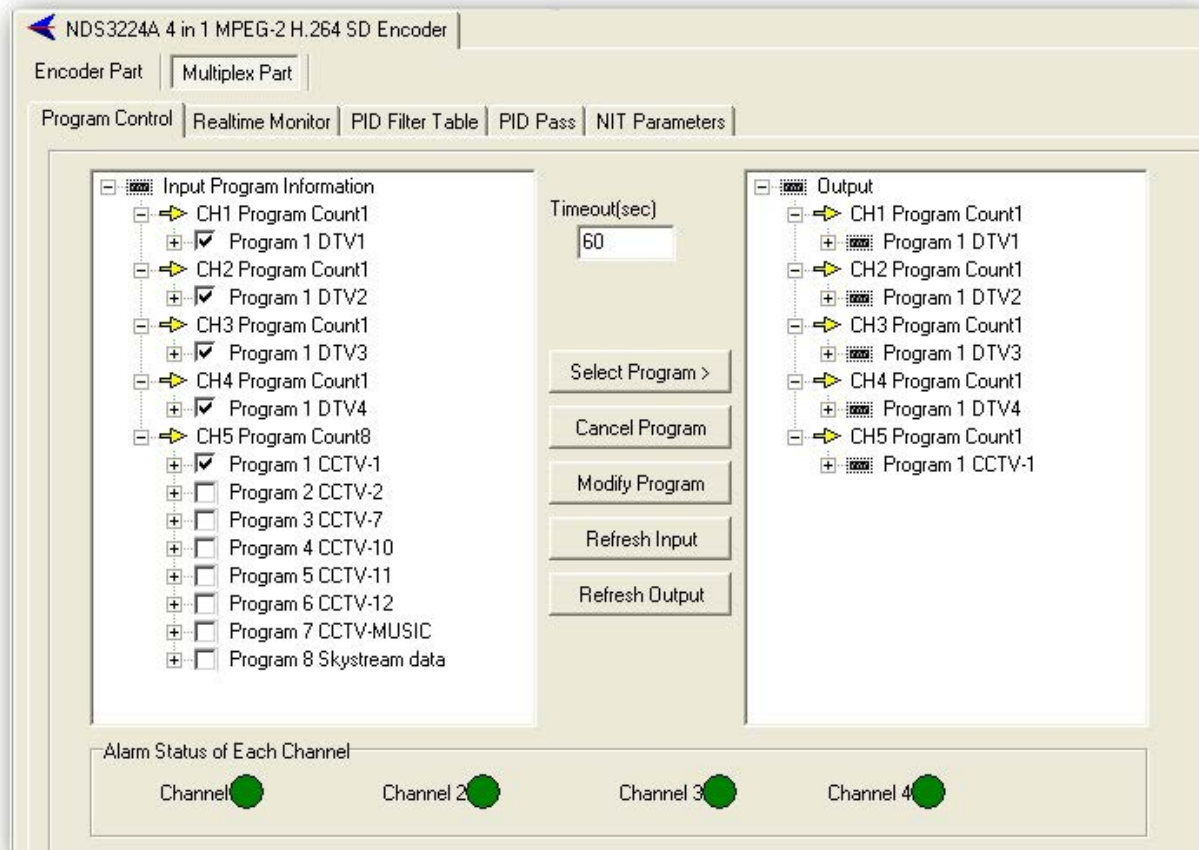 NDS3224A 4 in 1 MPEG-2 H.264 SD Encoder
Encoder Part
Multiplex Part
Program Control
Realtime Monitor
PID Filter Table
PID Pass
NIT Parameters
Input Program Information
CH1 Program Count1
Program 1 DTV1
CH2 Program Count1
Program 1 DTV2
CH3 Program Count1
Program 1 DTV3
CH4 Program Count1
Program 1 DTV4
CH5 Program Count8
Program 1 CCTV-1
Program 2 CCTV-2
Program 3 CCTV-7
Program 4 CCTV-10
Program 5 CCTV-11
Program 6 CCTV-12
Program 7 CCTV-MUSIC
Program 8 Skystream data
Timeout(sec)
60
Select Program >
Cancel Program
Modify Program
Refresh Input
Refresh Output
Output
CH1 Program Count1
Program 1 DTV1
CH2 Program Count1
Program 1 DTV2
CH3 Program Count1
Program 1 DTV3
CH4 Program Count1
Program 1 DTV4
CH5 Program Count1
Program 1 CCTV-1
Alarm Status of Each Channel
Channel
Channel 2
Channel 3
Channel 4